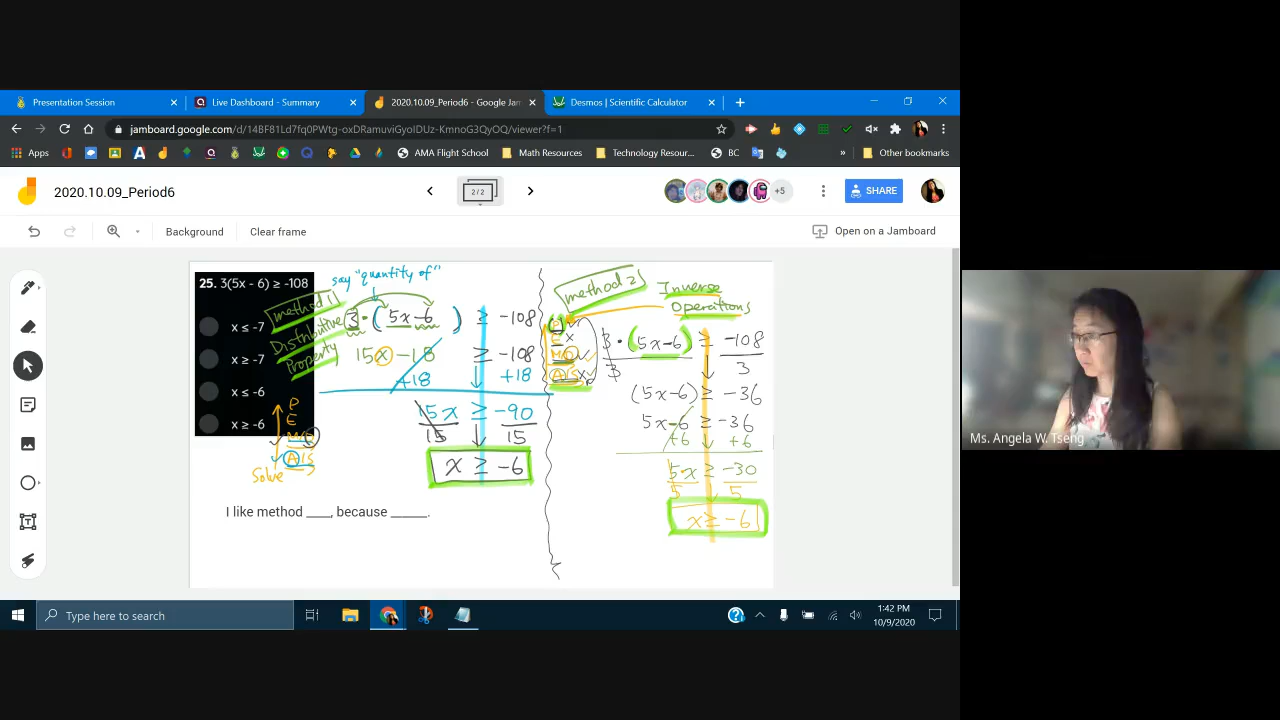 Presentation Session
Live Dashboard - Summary
2020.10.09_Period6 - Google Jan
Desmos | Scientific Calculator
jamboard.google.com/d/14BF81Ld7fq0PWtg-oxDRamuviGyoIDUz-KmnoG3QyOQ/viewer?f=1
Apps
AMA Flight School
Math Resources
Technology Resour...
BC
»
Other bookmarks
2020.10.09_Period6
2/2
+5
SHARE
Background
Clear frame
Open on a Jamboard
25. 3(5x - 6) ≥ -108
x ≤ -7
x ≥ -7
x ≤ -6
x ≥ -6
say "quantity of"
method 1
Distributive
Property
3·(5x-6) ≥ -108
15x -18 ≥ -108
+18 +18
15x ≥ -90
15 15
x ≥ -6
P
E
M D
A S
Solve
I like method ____, because ______.
method 2
Inverse
Operations
P
E x
M D
A S
3·(5x-6) ≥ -108
3 3
(5x-6) ≥ -36
5x-6 ≥ -36
+6 +6
5·x ≥ -30
5 5
x ≥ -6
Ms. Angela W. Tseng
Type here to search
1:42 PM
10/9/2020